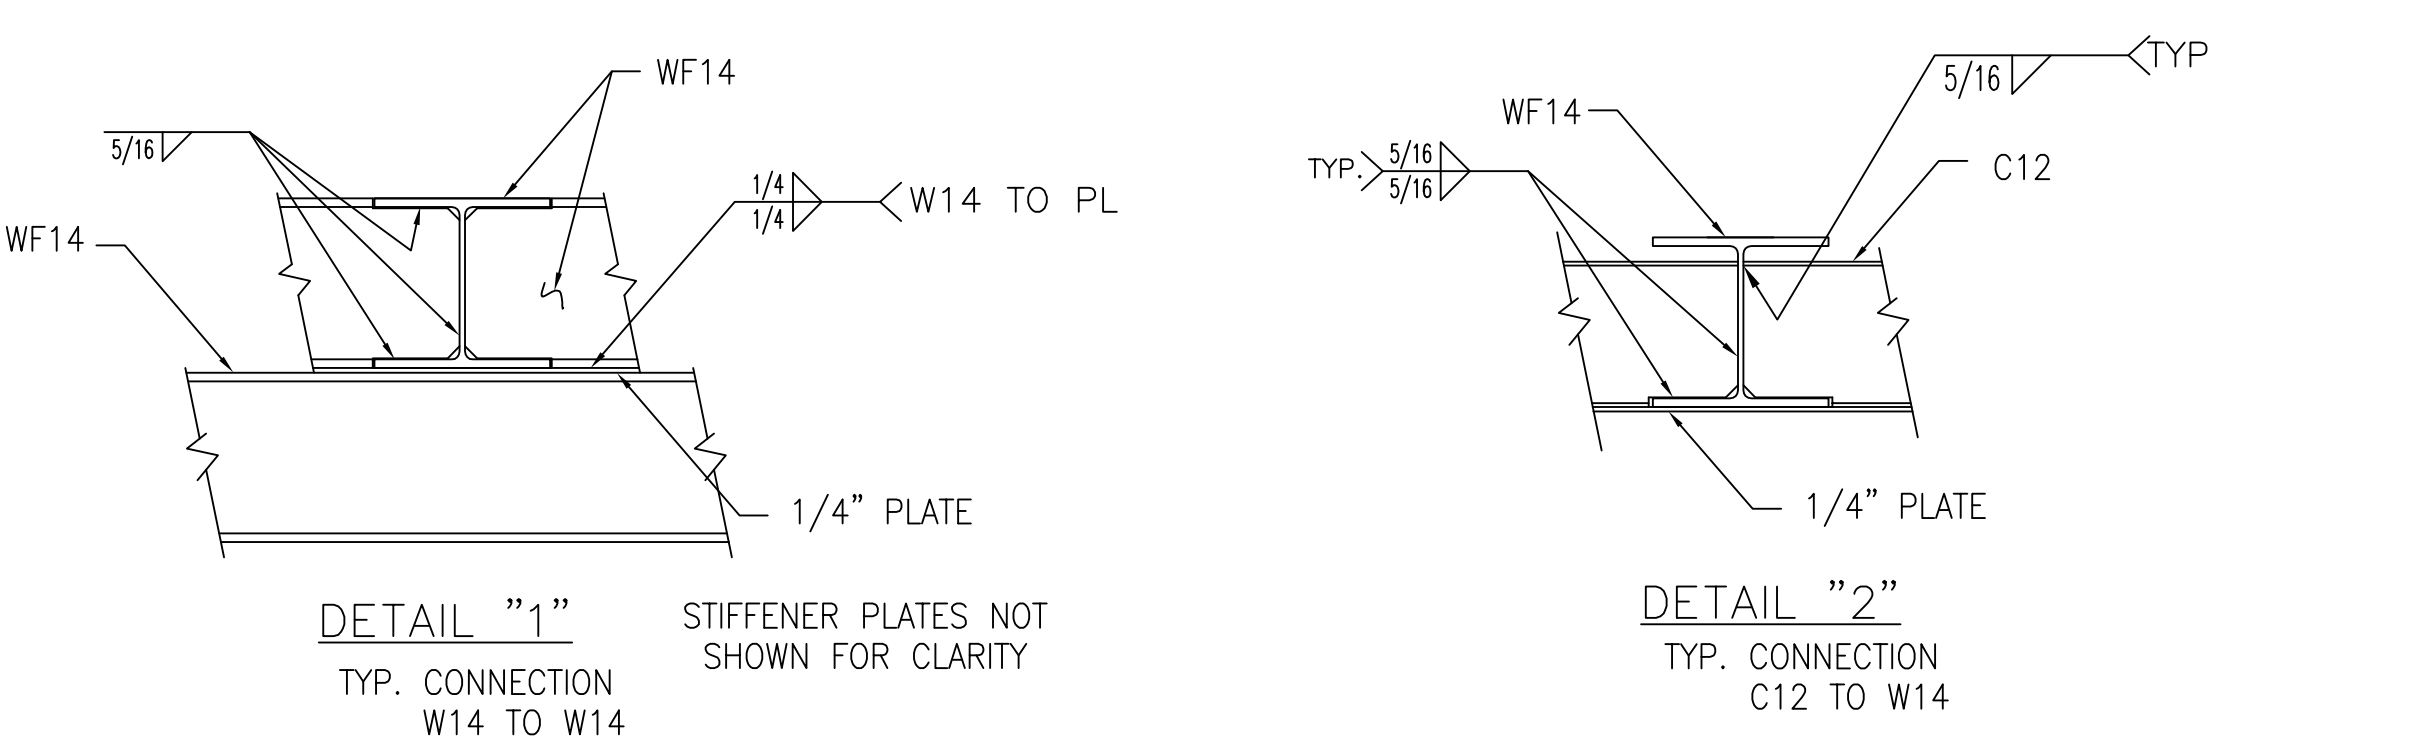 WF14
5/16
1/4
1/4
W14 TO PL
WF14
1/4” PLATE
DETAIL ”1”
TYP. CONNECTION
W14 TO W14
STIFFENER PLATES NOT
SHOWN FOR CLARITY
TYP
5/16
WF14
TYP.
5/16
5/16
C12
1/4” PLATE
DETAIL ”2”
TYP. CONNECTION
C12 TO W14